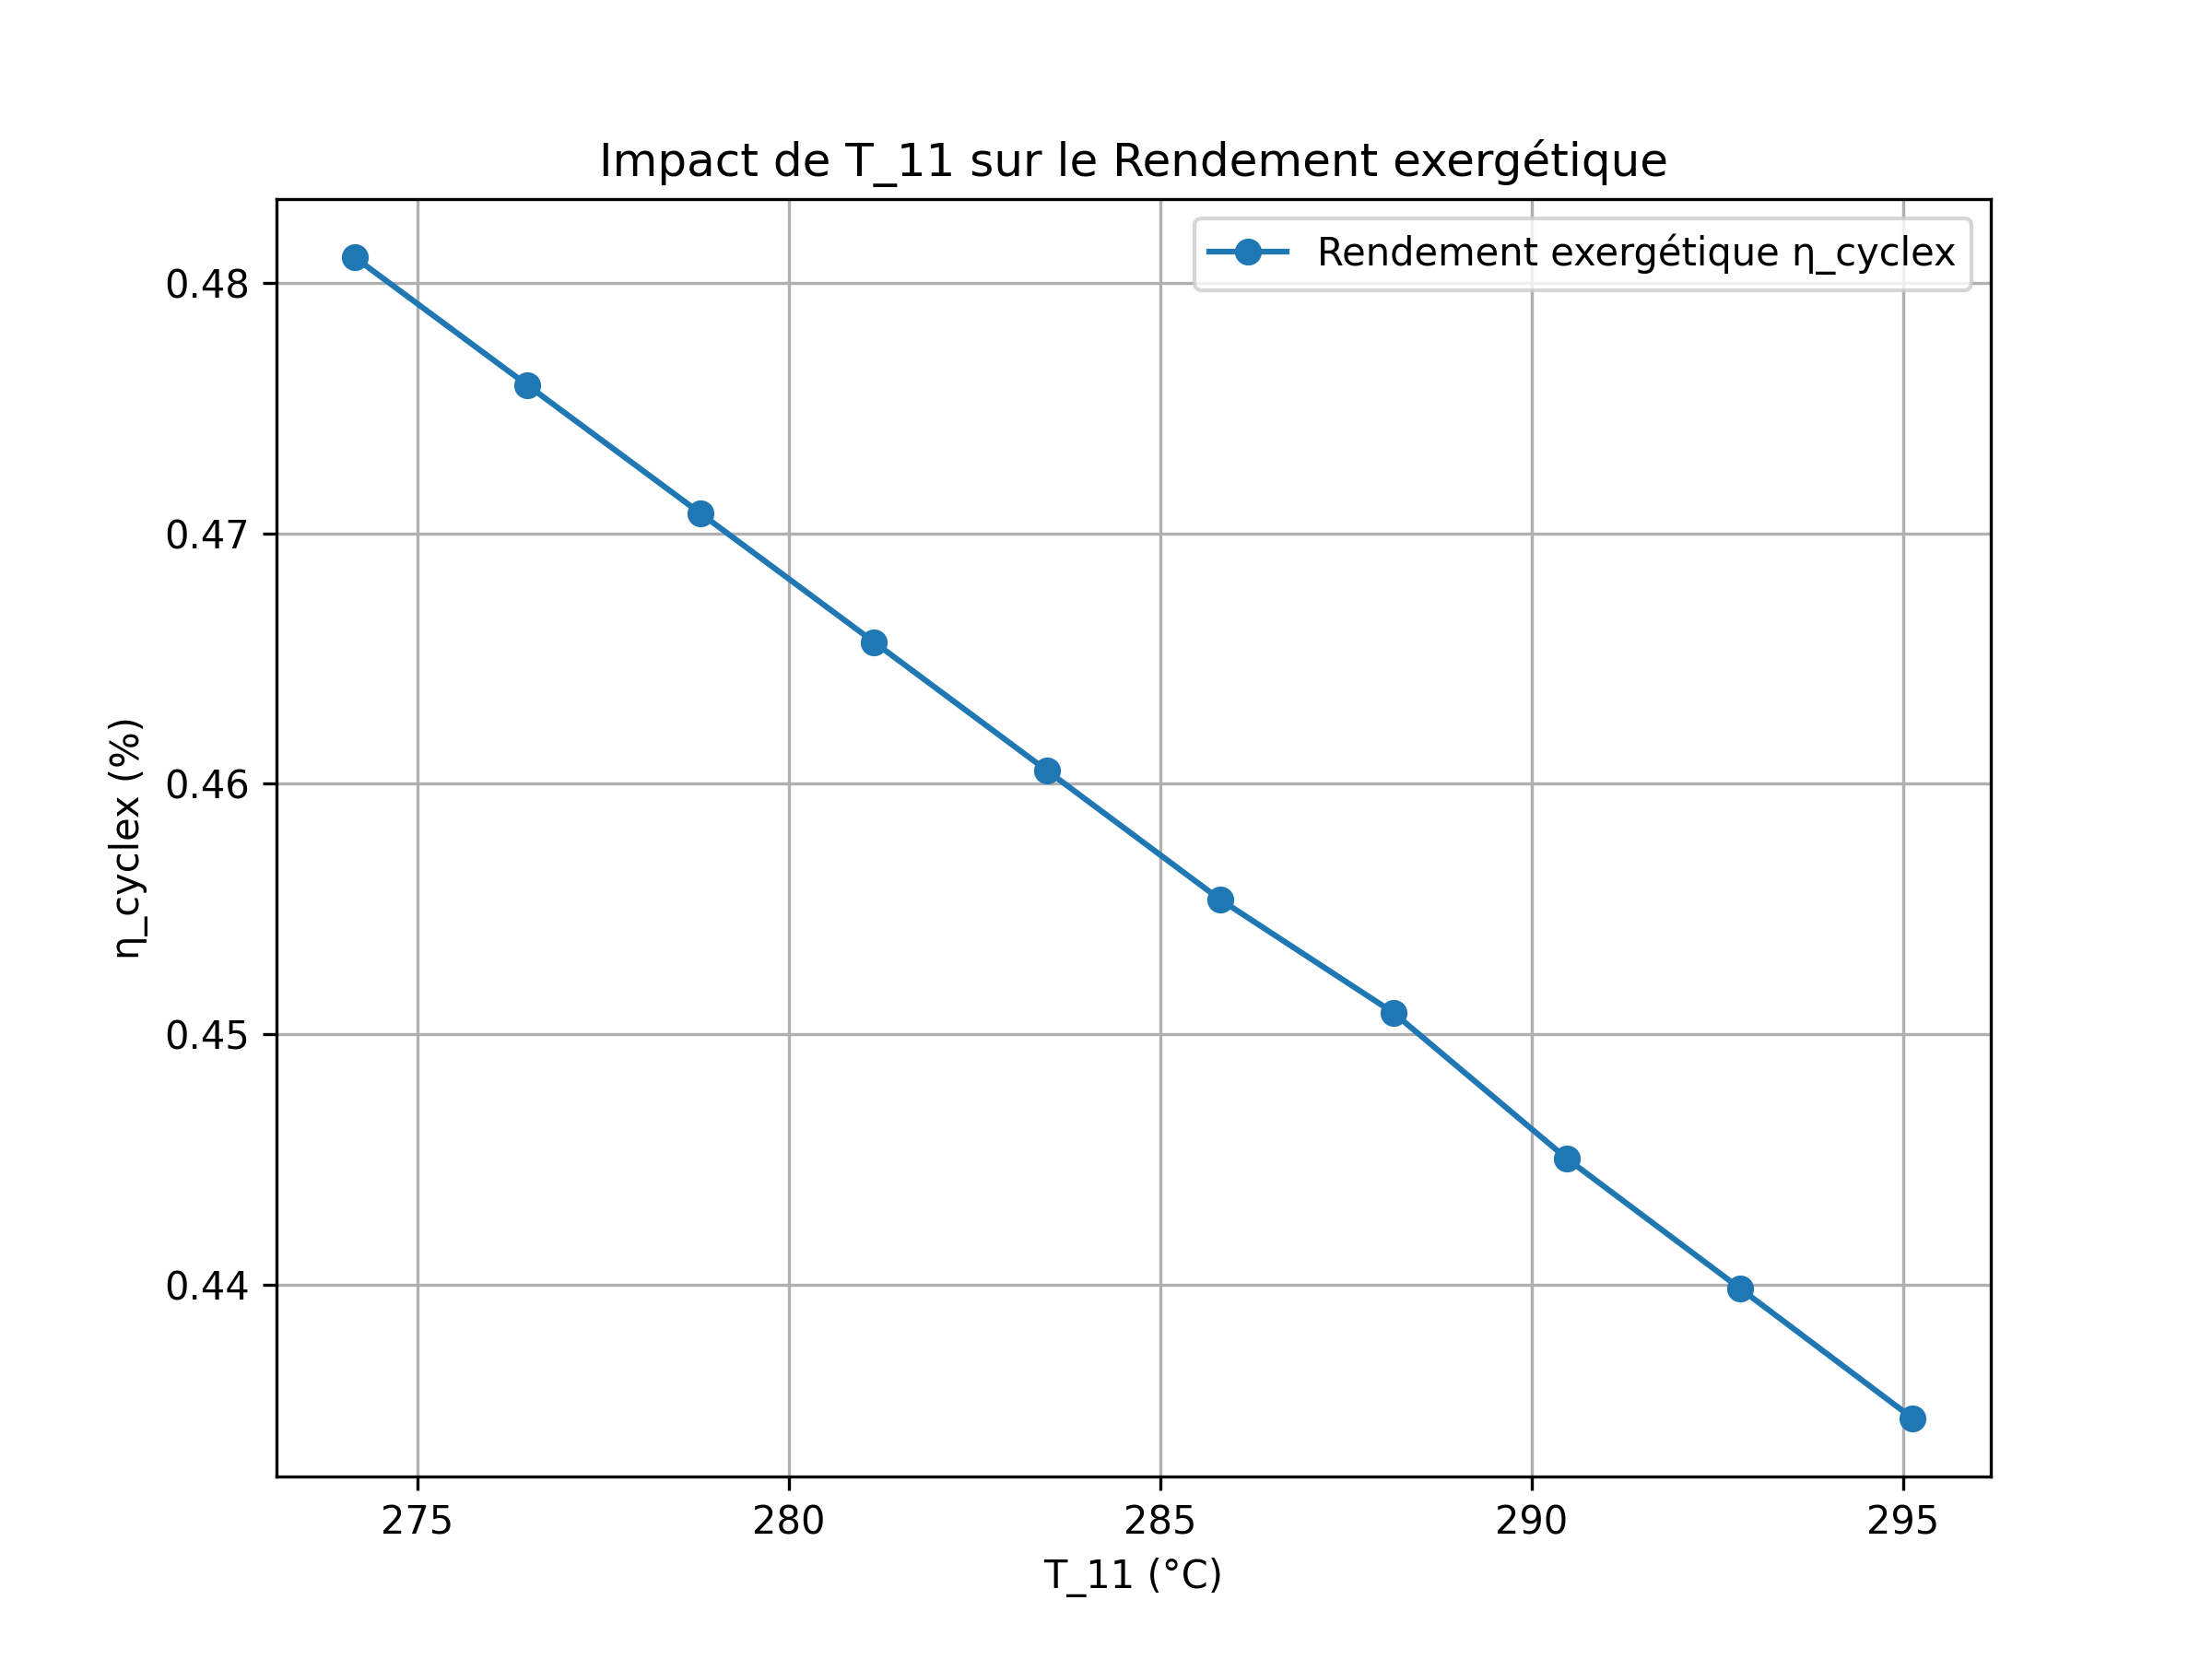 Impact de T_11 sur le Rendement exergétique
Rendement exergétique η_cyclex
0.48
0.47
0.46
0.45
0.44
η_cyclex (%)
275 280 285 290 295
T_11 (°C)